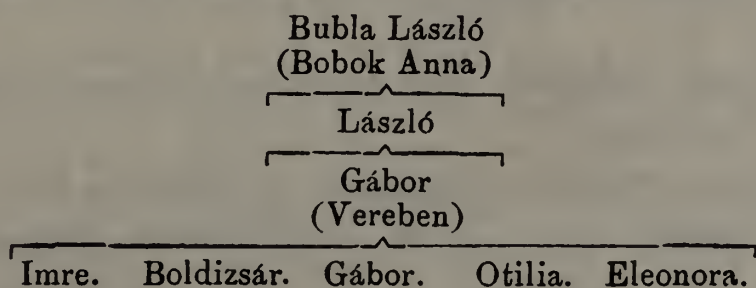 Bubla László
(Bobok Anna)
László
Gábor
(Vereben)
Imre. Boldizsár. Gábor. Otilia. Eleonora.